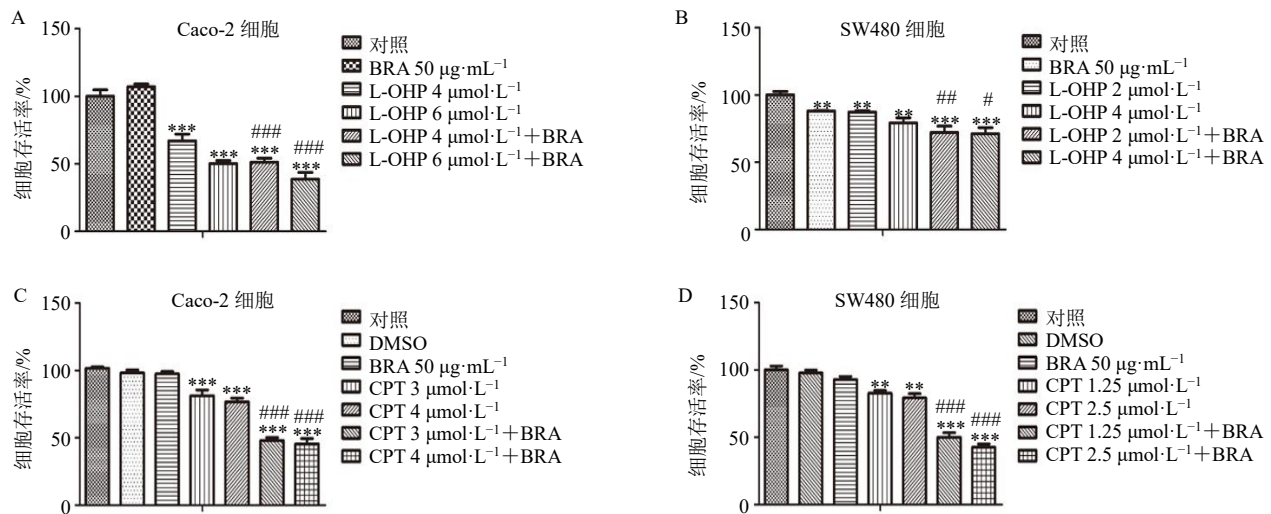 A
Caco-2 细胞
150
100
50
0
细胞存活率/%
***
***
###
***
###
***
对照
BRA 50 μg·mL⁻¹
L-OHP 4 μmol·L⁻¹
L-OHP 6 μmol·L⁻¹
L-OHP 4 μmol·L⁻¹+BRA
L-OHP 6 μmol·L⁻¹+BRA
B
SW480 细胞
150
100
50
0
细胞存活率/%
**
**
**
##
***
#
***
对照
BRA 50 μg·mL⁻¹
L-OHP 2 μmol·L⁻¹
L-OHP 4 μmol·L⁻¹
L-OHP 2 μmol·L⁻¹+BRA
L-OHP 4 μmol·L⁻¹+BRA
C
Caco-2 细胞
150
100
50
0
细胞存活率/%
***
***
###
***
###
***
对照
DMSO
BRA 50 μg·mL⁻¹
CPT 3 μmol·L⁻¹
CPT 4 μmol·L⁻¹
CPT 3 μmol·L⁻¹+BRA
CPT 4 μmol·L⁻¹+BRA
D
SW480 细胞
150
100
50
0
细胞存活率/%
**
**
###
***
###
***
对照
DMSO
BRA 50 μg·mL⁻¹
CPT 1.25 μmol·L⁻¹
CPT 2.5 μmol·L⁻¹
CPT 1.25 μmol·L⁻¹+BRA
CPT 2.5 μmol·L⁻¹+BRA